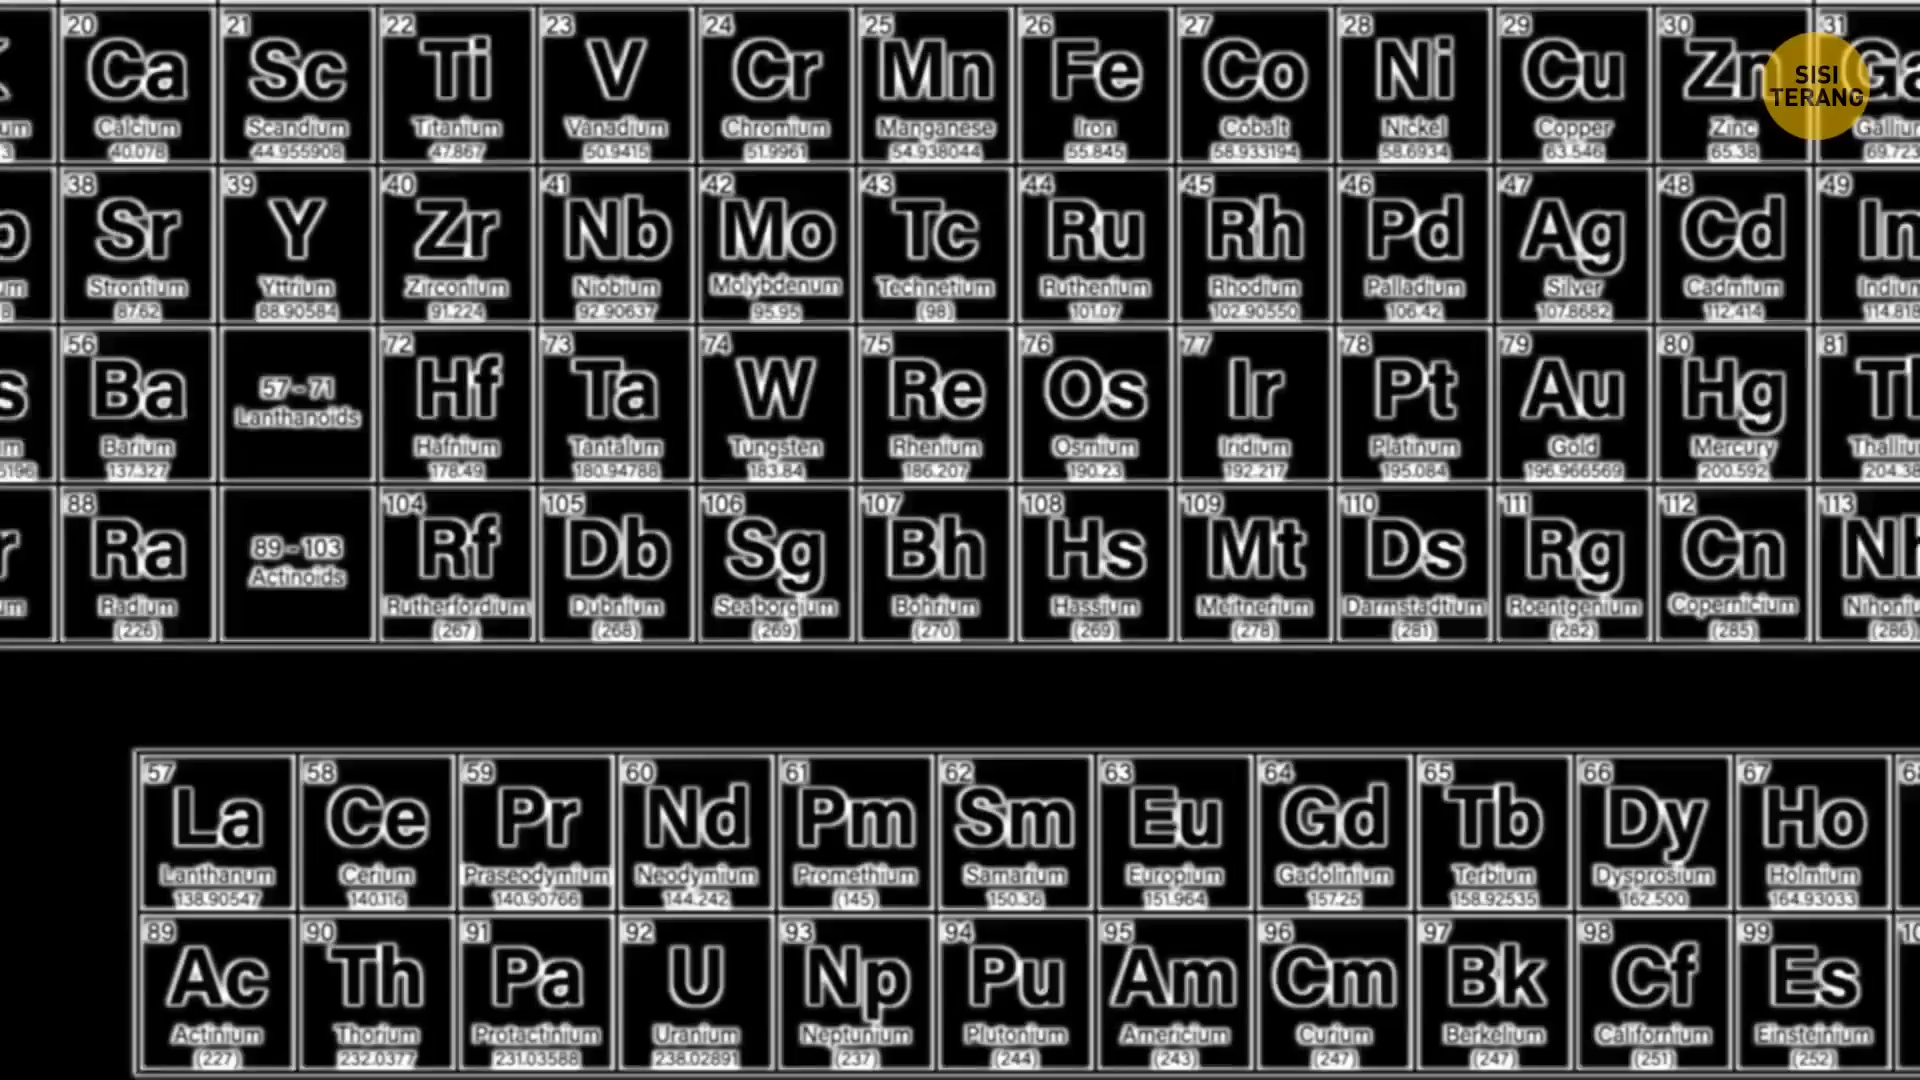 20 21 22 23 24 25 26 27 28 29 30 31
Ca Sc Ti V Cr Mn Fe Co Ni Cu Zn Ga
Calcium Scandium Titanium Vanadium Chromium Manganese Iron Cobalt Nickel Copper Zinc
40.078 44.955908 47.867 50.9415 51.9961 54.938044 55.845 58.933194 58.6934 63.546 65.38 69.723
SISI
TERANG
38 39 40 41 42 43 44 45 46 47 48 49
Sr Y Zr Nb Mo Tc Ru Rh Pd Ag Cd In
Strontium Yttrium Zirconium Niobium Molybdenum Technetium Ruthenium Rhodium Palladium Silver Cadmium
87.62 88.90584 91.224 92.90637 95.95 (98) 101.07 102.90550 106.42 107.8682 112.414 114.818
56 72 73 74 75 76 77 78 79 80 81
Ba 57 - 71 Hf Ta W Re Os Ir Pt Au Hg Tl
Barium Lanthanoids Hafnium Tantalum Tungsten Rhenium Osmium Iridium Platinum Gold Mercury
137.327 178.49 180.94788 183.84 186.207 190.23 192.217 195.084 196.966569 200.592 204.38
88 104 105 106 107 108 109 110 111 112 113
Ra 89 - 103 Rf Db Sg Bh Hs Mt Ds Rg Cn Nh
Radium Actinoids Rutherfordium Dubnium Seaborgium Bohrium Hassium Meitnerium Darmstadtium Roentgenium Copernicium
(226) (267) (268) (269) (270) (269) (278) (281) (282) (285) (286)
57 58 59 60 61 62 63 64 65 66 67
La Ce Pr Nd Pm Sm Eu Gd Tb Dy Ho
Lanthanum Cerium Praseodymium Neodymium Promethium Samarium Europium Gadolinium Terbium Dysprosium Holmium
138.90547 140.116 140.90766 144.242 (145) 150.36 151.964 157.25 158.92535 162.500 164.93033
89 90 91 92 93 94 95 96 97 98 99
Ac Th Pa U Np Pu Am Cm Bk Cf Es
Actinium Thorium Protactinium Uranium Neptunium Plutonium Americium Curium Berkelium Californium Einsteinium
(227) 232.0377 231.03588 238.02891 (237) (244) (243) (247) (247) (251) (252)